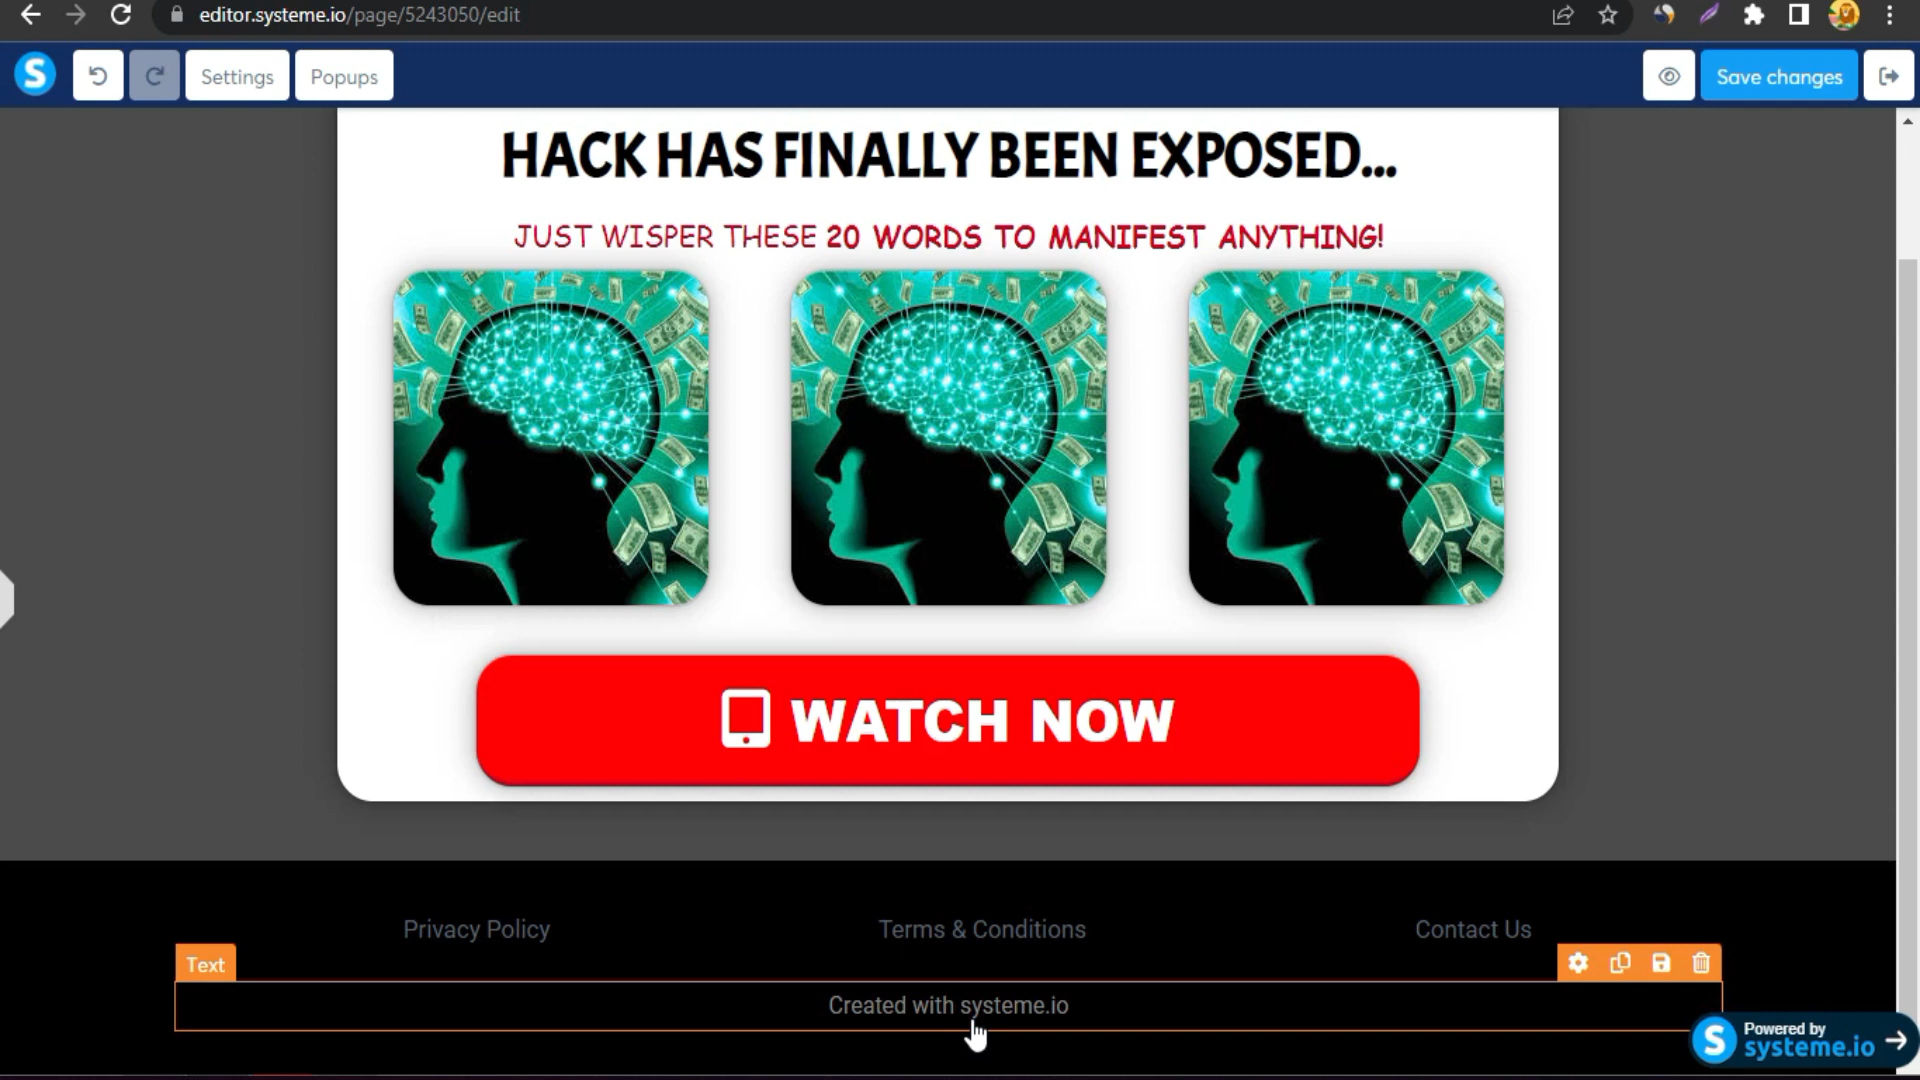 editor.systeme.io/page/5243050/edit
S Settings Popups Save changes
HACK HAS FINALLY BEEN EXPOSED...
JUST WISPER THESE 20 WORDS TO MANIFEST ANYTHING!
WATCH NOW
Privacy Policy Terms & Conditions Contact Us
Text
Created with systeme.io
S Powered by
systeme.io